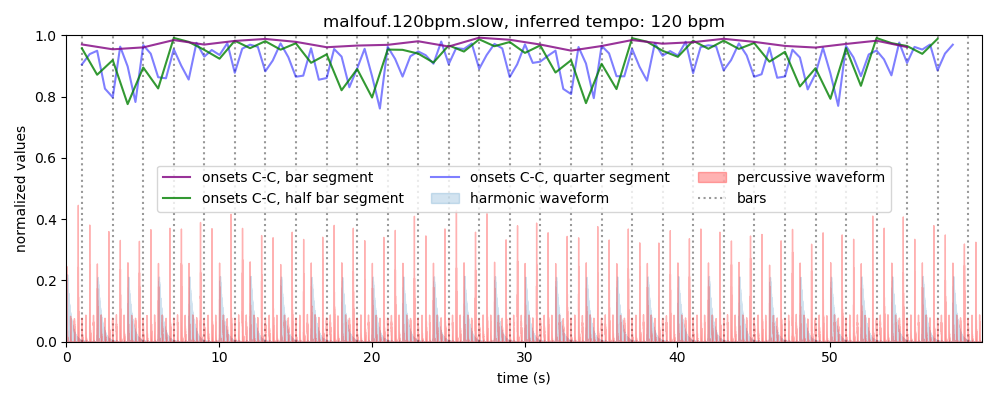 malfouf.120bpm.slow, inferred tempo: 120 bpm
1.0
0.8
0.6
0.4
0.2
0.0
normalized values
onsets C-C, bar segment
onsets C-C, half bar segment
onsets C-C, quarter segment
harmonic waveform
percussive waveform
bars
0 10 20 30 40 50
time (s)